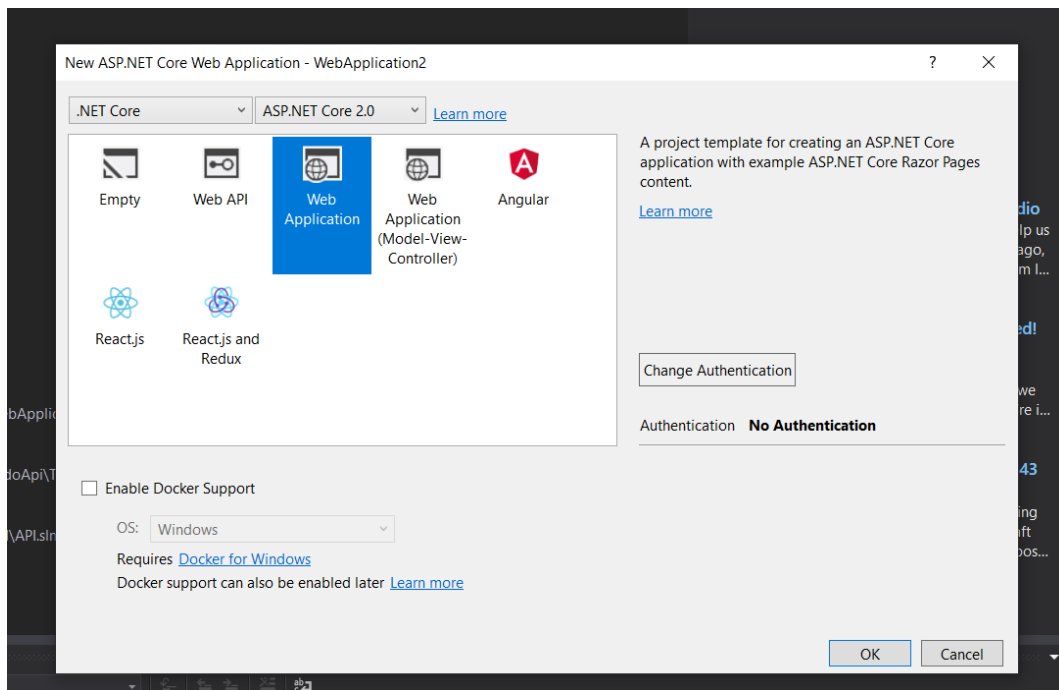 New ASP.NET Core Web Application - WebApplication2
?
.NET Core
ASP.NET Core 2.0
Learn more
Empty
Web API
Web
Application
Web
Application
(Model-View-
Controller)
Angular
React.js
React.js and
Redux
A project template for creating an ASP.NET Core
application with example ASP.NET Core Razor Pages
content.
Learn more
Change Authentication
Authentication No Authentication
Enable Docker Support
OS: Windows
Requires Docker for Windows
Docker support can also be enabled later Learn more
OK
Cancel
us
ago,
we
43